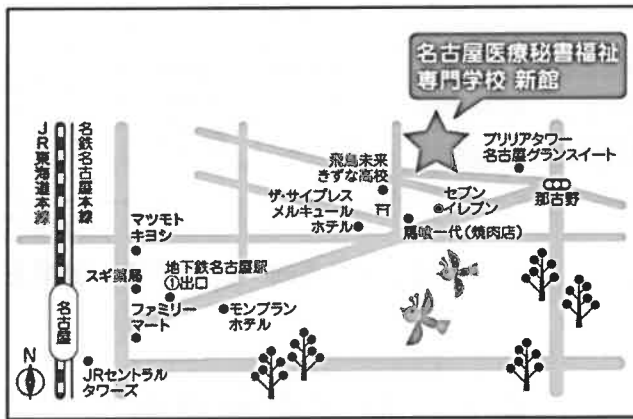 名古屋医療秘書福祉
専門学校 新館
JR東海道本線
名鉄名古屋本線
名古屋
N
飛鳥未来
きずな高校
ブリリアタワー
名古屋グランスイート
那古野
セブン
イレブン
ザ・サイプレス
メルキュール
ホテル
馬喰一代(焼肉店)
マツモト
キヨシ
スギ薬局
地下鉄名古屋駅
①出口
ファミリー
マート
モンブラン
ホテル
JRセントラル
タワーズ